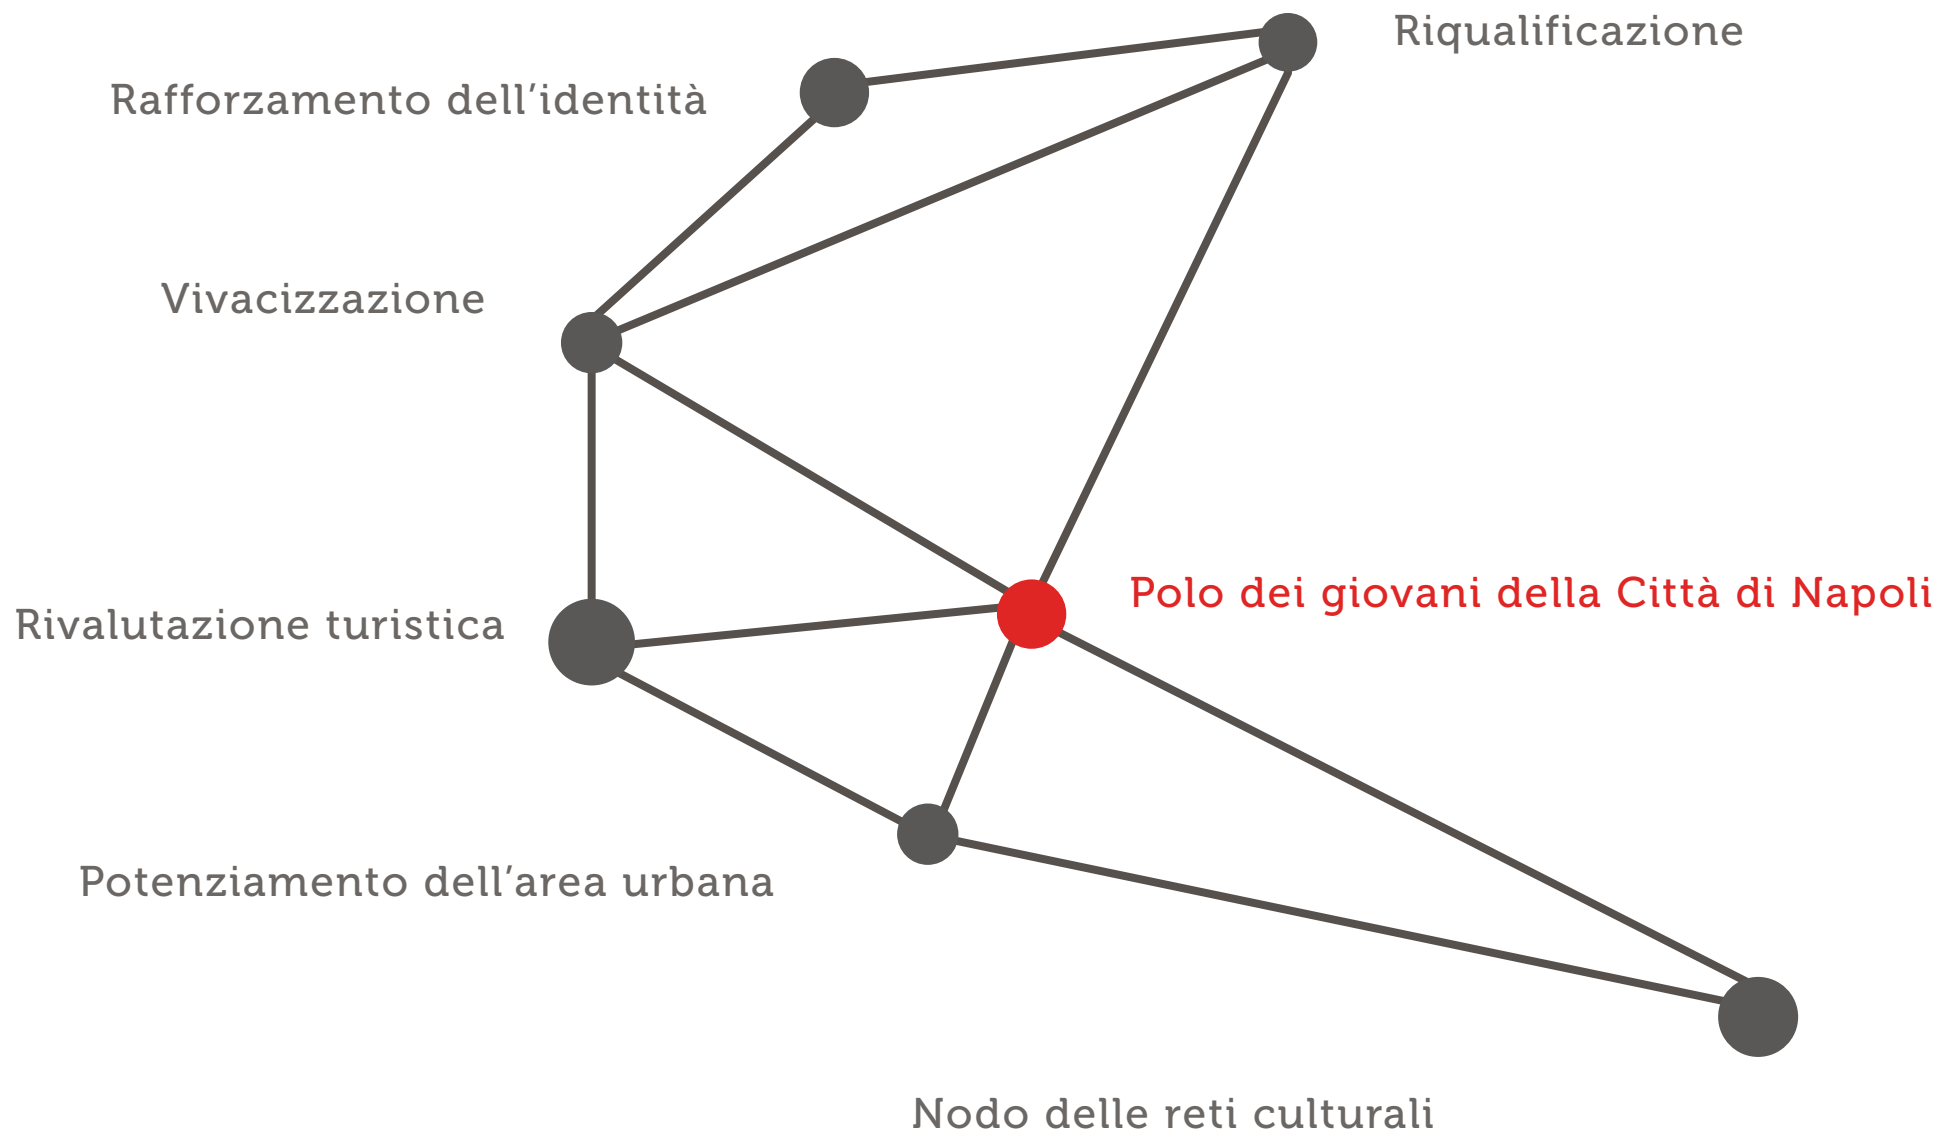 Riqualificazione
Rafforzamento dell’identità
Vivacizzazione
Polo dei giovani della Città di Napoli
Rivalutazione turistica
Potenziamento dell’area urbana
Nodo delle reti culturali